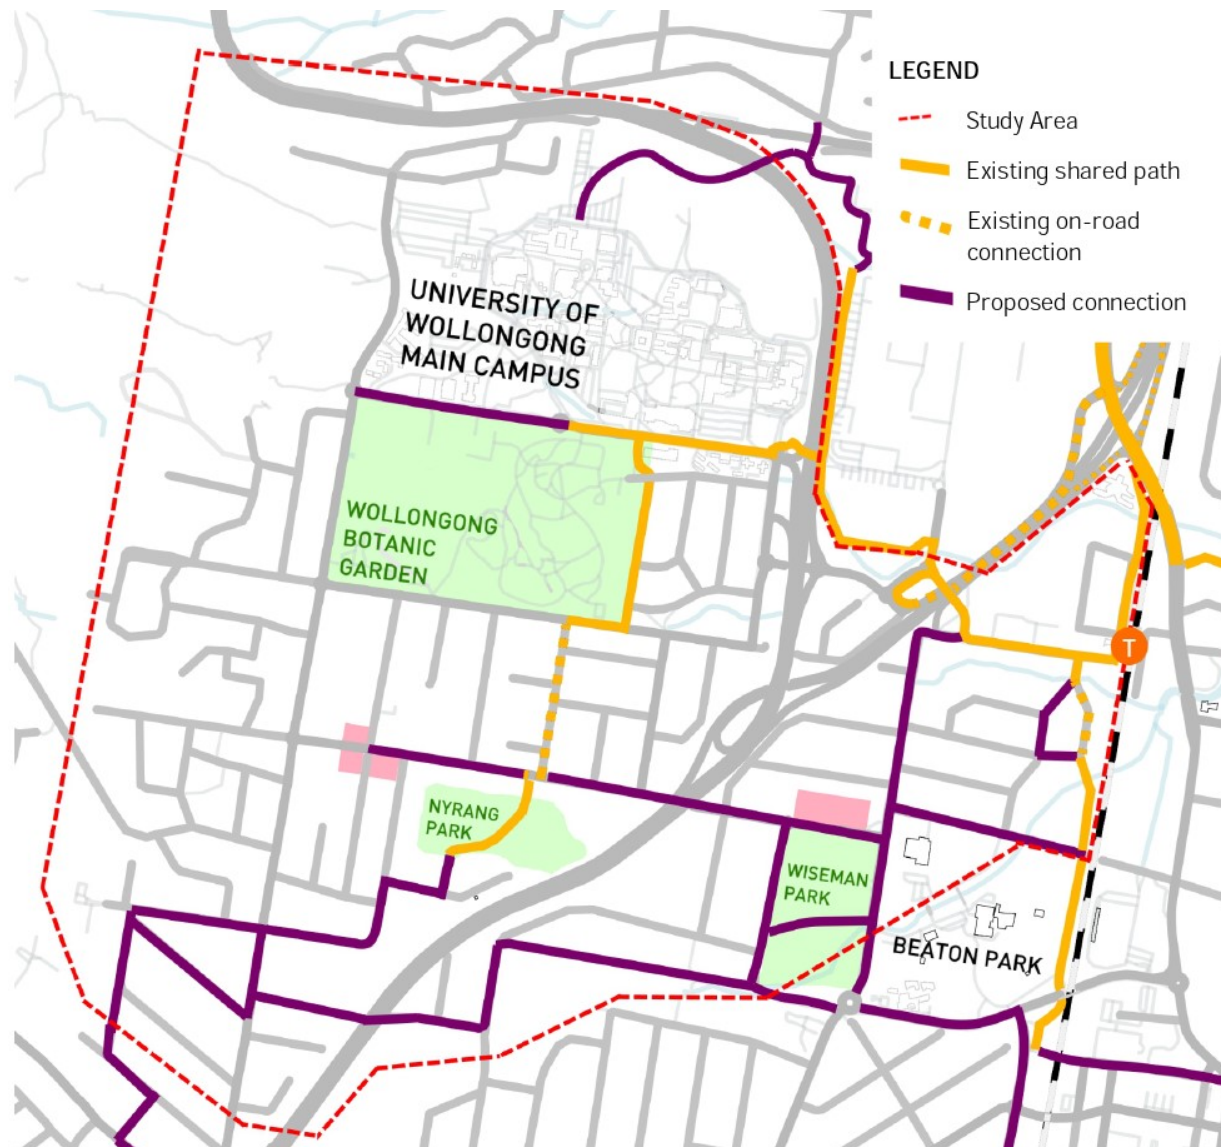 LEGEND
Study Area
Existing shared path
Existing on-road
connection
Proposed connection
UNIVERSITY OF
WOLLONGONG
MAIN CAMPUS
WOLLONGONG
BOTANIC
GARDEN
T
NYRANG
PARK
WISEMAN
PARK
BEATON PARK